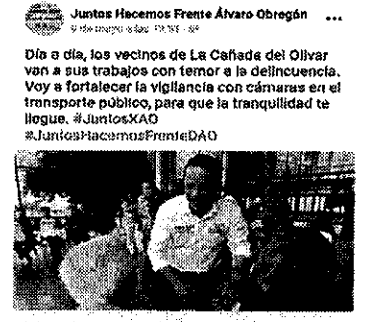 Juntos Hacemos Frente Álvaro Obregón
Día a día, los vecinos de La Cañada del Olivar
van a sus trabajos con temor a la delincuencia.
Voy a fortalecer la vigilancia con cámaras en el
transporte público, para que la tranquilidad te
llegue. #JuntosXAO
#JuntosHacemosFrenteDAO